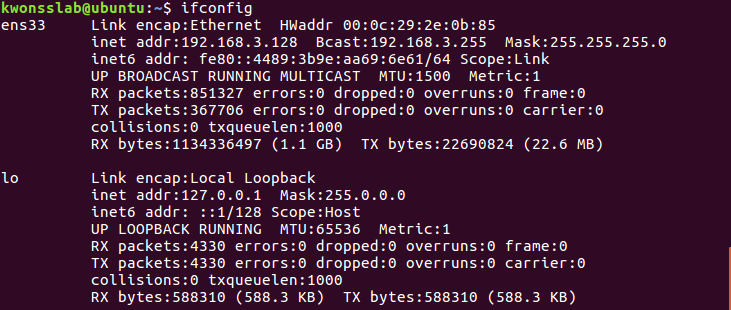 kwonsslab@ubuntu:~$ ifconfig
ens33     Link encap:Ethernet  HWaddr 00:0c:29:2e:0b:85
          inet addr:192.168.3.128  Bcast:192.168.3.255  Mask:255.255.255.0
          inet6 addr: fe80::4489:3b9e:aa69:6e61/64 Scope:Link
          UP BROADCAST RUNNING MULTICAST  MTU:1500  Metric:1
          RX packets:851327 errors:0 dropped:0 overruns:0 frame:0
          TX packets:367706 errors:0 dropped:0 overruns:0 carrier:0
          collisions:0 txqueuelen:1000
          RX bytes:1134336497 (1.1 GB)  TX bytes:22690824 (22.6 MB)

lo        Link encap:Local Loopback
          inet addr:127.0.0.1  Mask:255.0.0.0
          inet6 addr: ::1/128 Scope:Host
          UP LOOPBACK RUNNING  MTU:65536  Metric:1
          RX packets:4330 errors:0 dropped:0 overruns:0 frame:0
          TX packets:4330 errors:0 dropped:0 overruns:0 carrier:0
          collisions:0 txqueuelen:1000
          RX bytes:588310 (588.3 KB)  TX bytes:588310 (588.3 KB)